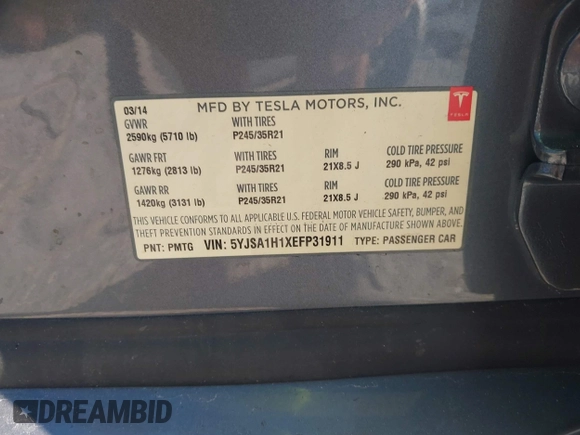 03/14 MFD BY TESLA MOTORS, INC.
GVWR WITH TIRES
2590kg (5710 lb) P245/35R21
TESLA
GAWR FRT WITH TIRES RIM COLD TIRE PRESSURE
1276kg (2813 lb) P245/35R21 21X8.5 J 290 kPa, 42 psi
GAWR RR WITH TIRES RIM COLD TIRE PRESSURE
1420kg (3131 lb) P245/35R21 21X8.5 J 290 kPa, 42 psi
THIS VEHICLE CONFORMS TO ALL APPLICABLE U.S. FEDERAL MOTOR VEHICLE SAFETY, BUMPER, AND
THEFT PREVENTION STANDARDS IN EFFECT ON THE DATE OF MANUFACTURE SHOWN ABOVE.
PNT: PMTG VIN: 5YJSA1H1XEFP31911 TYPE: PASSENGER CAR
DREAMBID